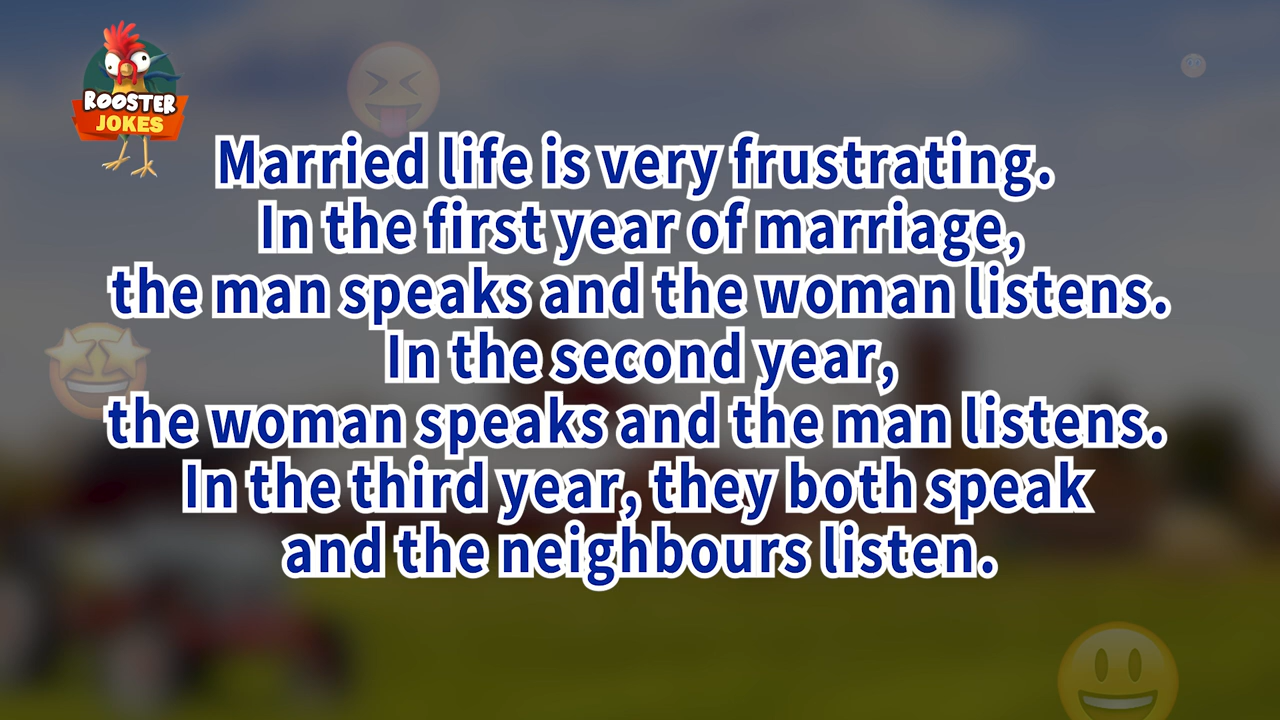 ROOSTER
JOKES
Married life is very frustrating.
In the first year of marriage,
the man speaks and the woman listens.
In the second year,
the woman speaks and the man listens.
In the third year, they both speak
and the neighbours listen.